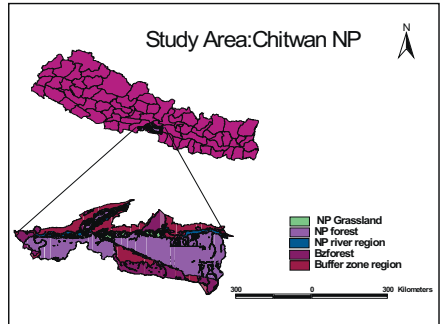 Study Area:Chitwan NP
N
NP Grassland
NP forest
NP river region
Bzforest
Buffer zone region
300 0 300 Kilometers